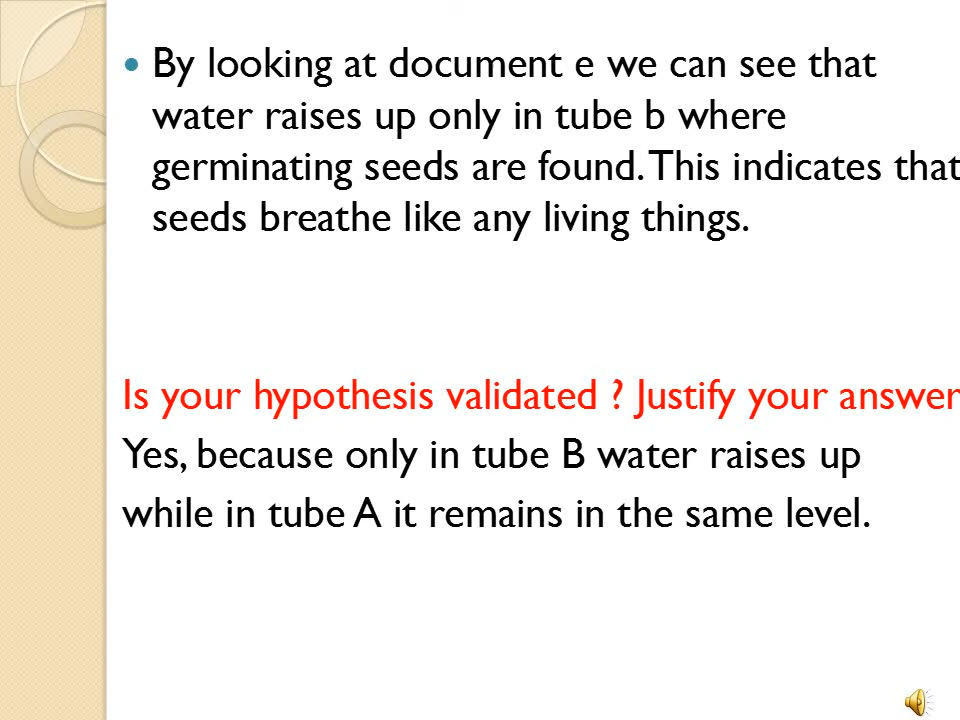 By looking at document e we can see that
water raises up only in tube b where
germinating seeds are found. This indicates that
seeds breathe like any living things.
Is your hypothesis validated ? Justify your answer
Yes, because only in tube B water raises up
while in tube A it remains in the same level.